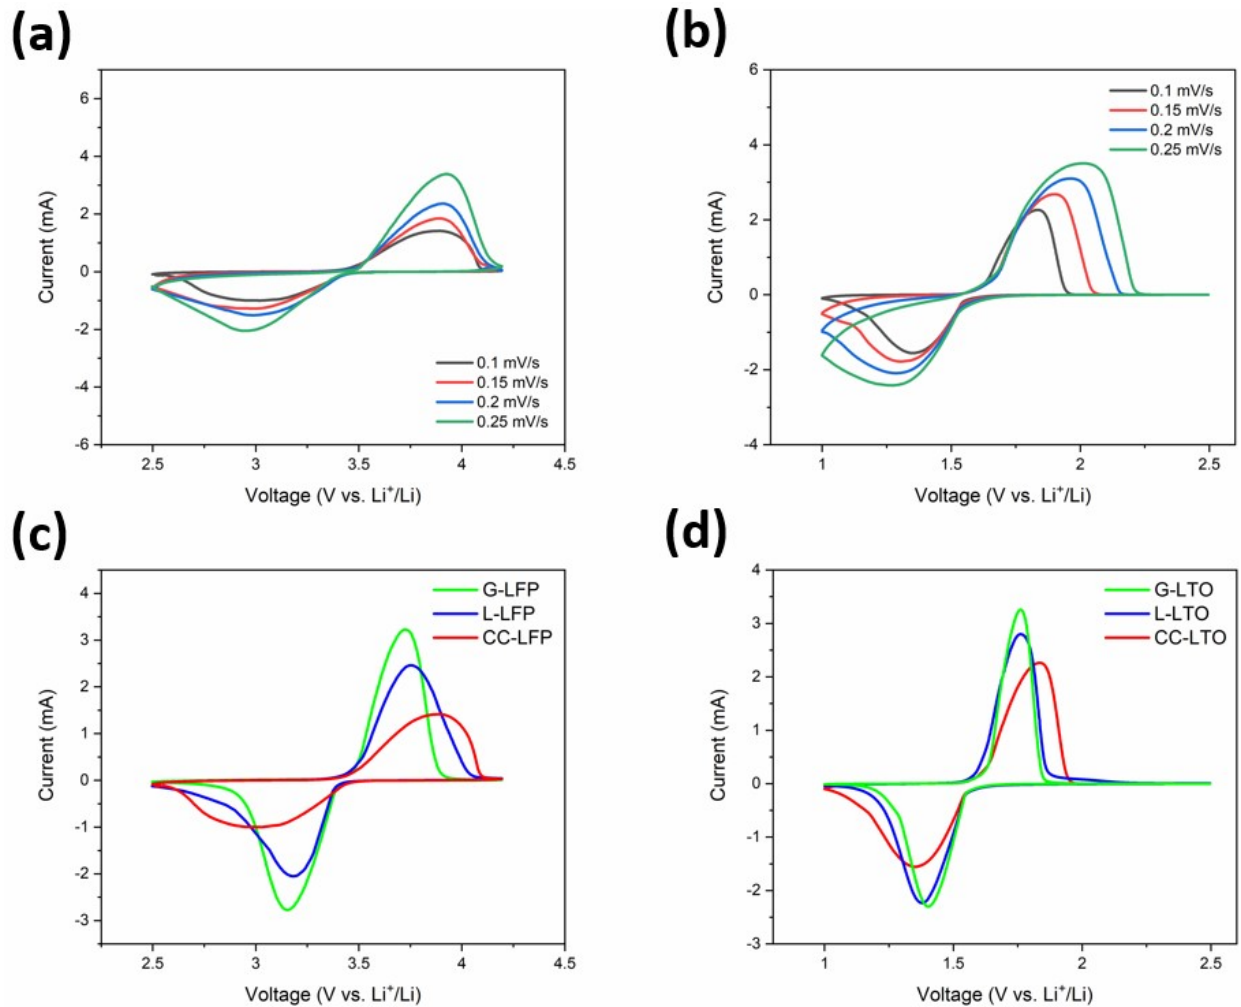 (a)
6
4
2
0
-2
-4
-6
Current (mA)
0.1 mV/s
0.15 mV/s
0.2 mV/s
0.25 mV/s
2.5 3 3.5 4 4.5
Voltage (V vs. Li⁺/Li)
(b)
6
4
2
0
-2
-4
Current (mA)
0.1 mV/s
0.15 mV/s
0.2 mV/s
0.25 mV/s
1 1.5 2 2.5
Voltage (V vs. Li⁺/Li)
(c)
4
3
2
1
0
-1
-2
-3
Current (mA)
G-LFP
L-LFP
CC-LFP
2.5 3 3.5 4 4.5
Voltage (V vs. Li⁺/Li)
(d)
4
3
2
1
0
-1
-2
-3
Current (mA)
G-LTO
L-LTO
CC-LTO
1 1.5 2 2.5
Voltage (V vs. Li⁺/Li)